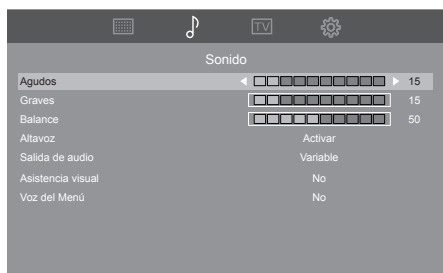 TV
Sonido
Agudos 15
Graves 15
Balance 50
Altavoz Activar
Salida de audio Variable
Asistencia visual No
Voz del Menú No